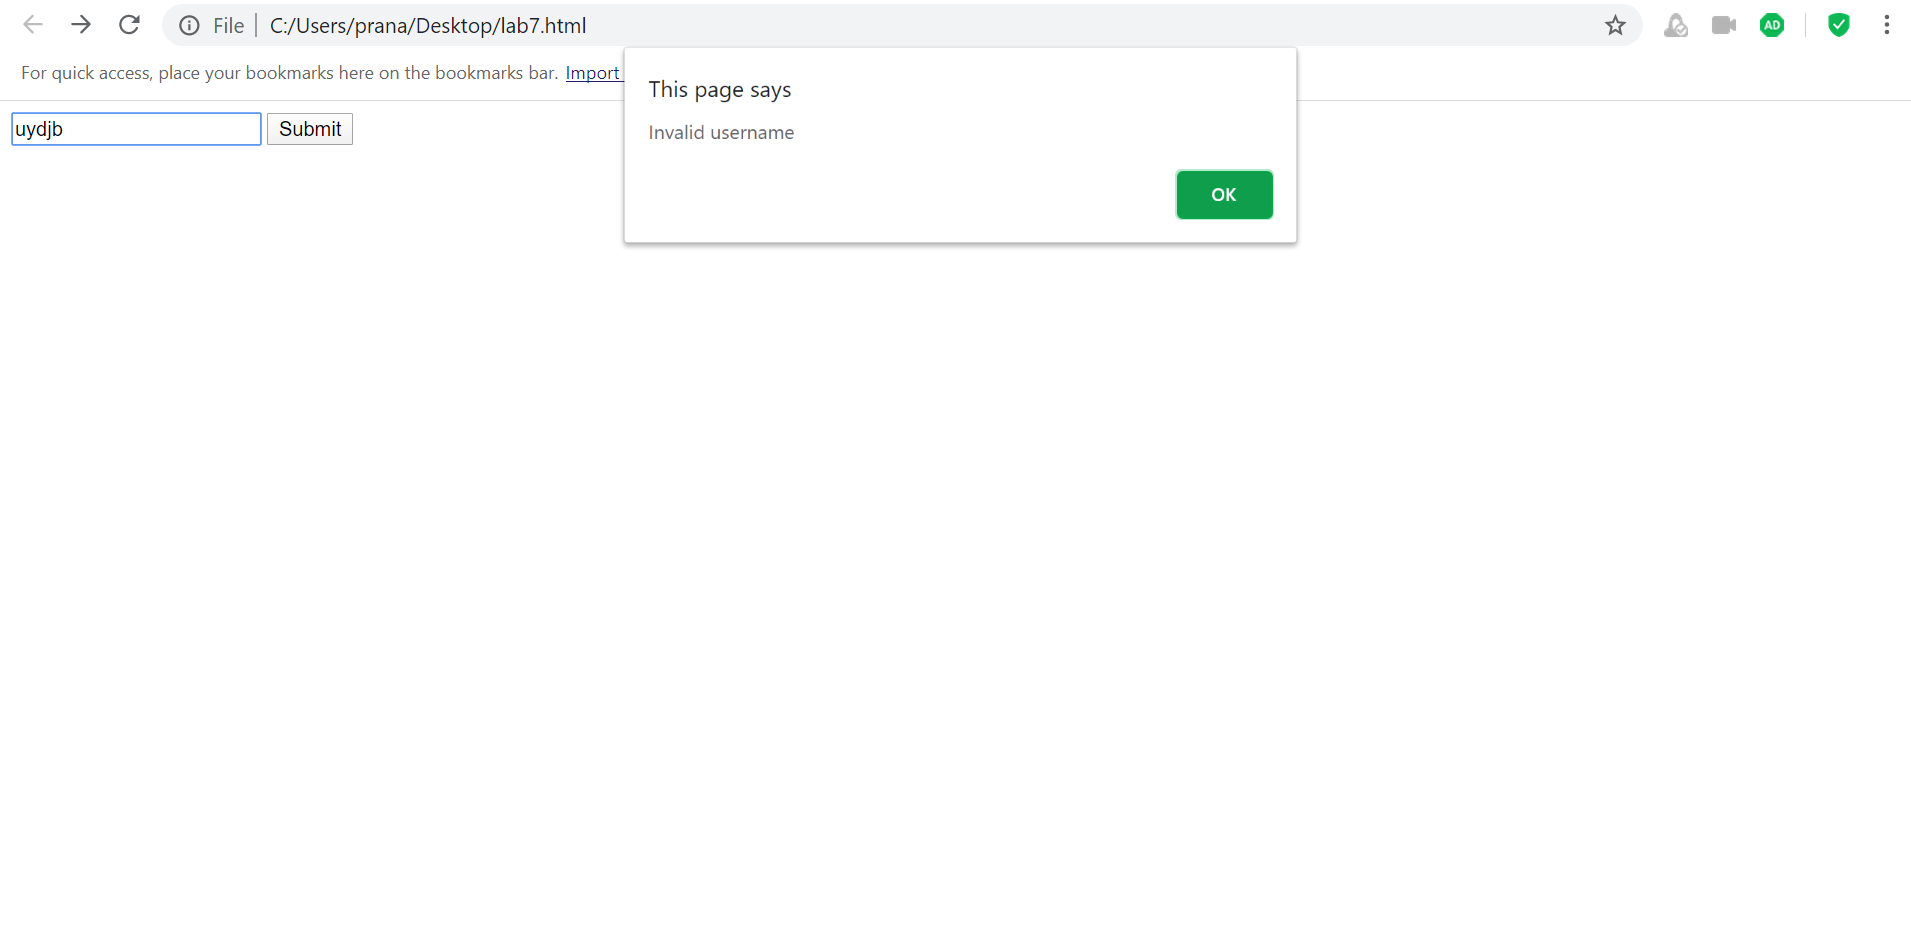 File C:/Users/prana/Desktop/lab7.html
AD
For quick access, place your bookmarks here on the bookmarks bar. Import
This page says
Invalid username
OK
uydjb Submit